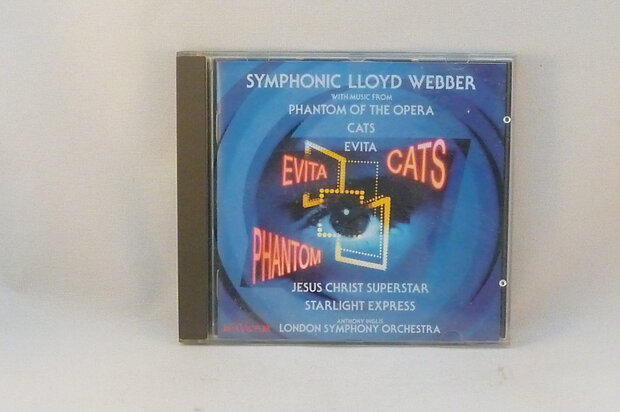 SYMPHONIC LLOYD WEBBER
WITH MUSIC FROM
PHANTOM OF THE OPERA
CATS
EVITA
EVITA
CATS
PHANTOM
JESUS CHRIST SUPERSTAR
STARLIGHT EXPRESS
ANTHONY INGLIS
LONDON SYMPHONY ORCHESTRA